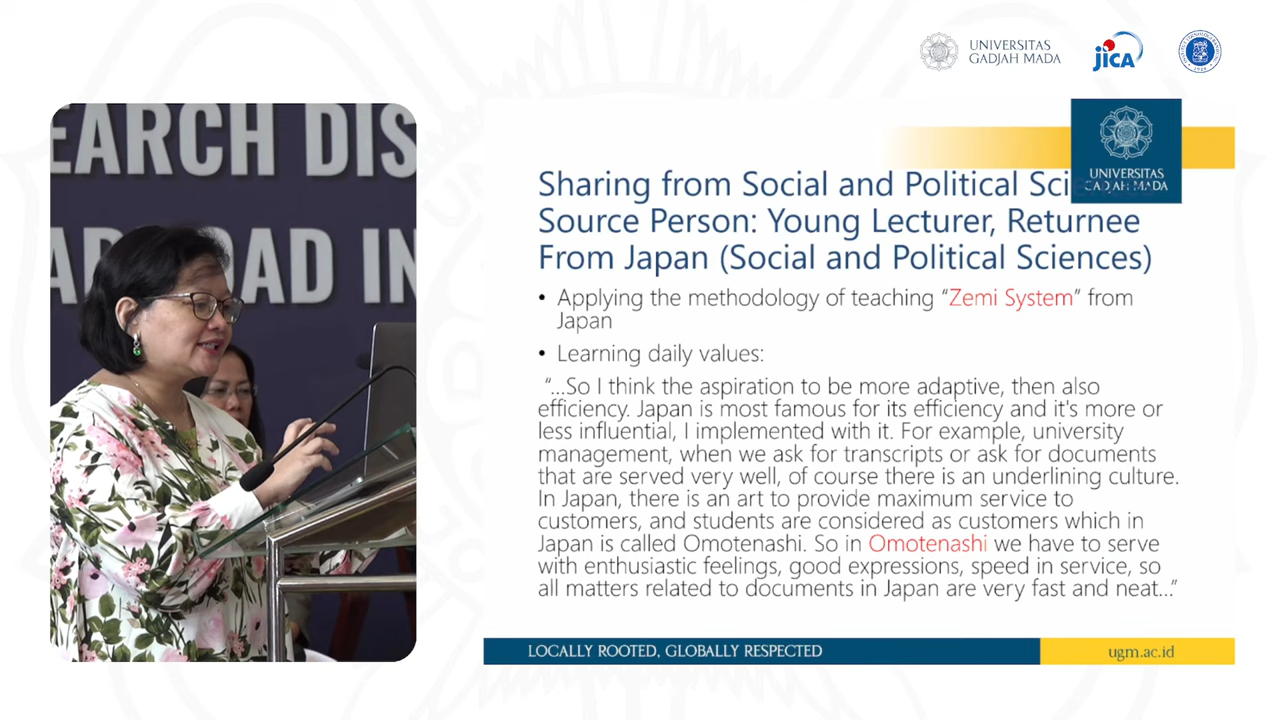 UNIVERSITAS
GADJAH MADA
JICA
EARCH DIS
AD IN
UNIVERSITAS
GADJAH MADA
Sharing from Social and Political Sci
Source Person: Young Lecturer, Returnee
From Japan (Social and Political Sciences)
• Applying the methodology of teaching “Zemi System” from
Japan
• Learning daily values:
“…So I think the aspiration to be more adaptive, then also
efficiency. Japan is most famous for its efficiency and it's more or
less influential, I implemented with it. For example, university
management, when we ask for transcripts or ask for documents
that are served very well, of course there is an underlining culture.
In Japan, there is an art to provide maximum service to
customers, and students are considered as customers which in
Japan is called Omotenashi. So in Omotenashi we have to serve
with enthusiastic feelings, good expressions, speed in service, so
all matters related to documents in Japan are very fast and neat…”
LOCALLY ROOTED, GLOBALLY RESPECTED
ugm.ac.id